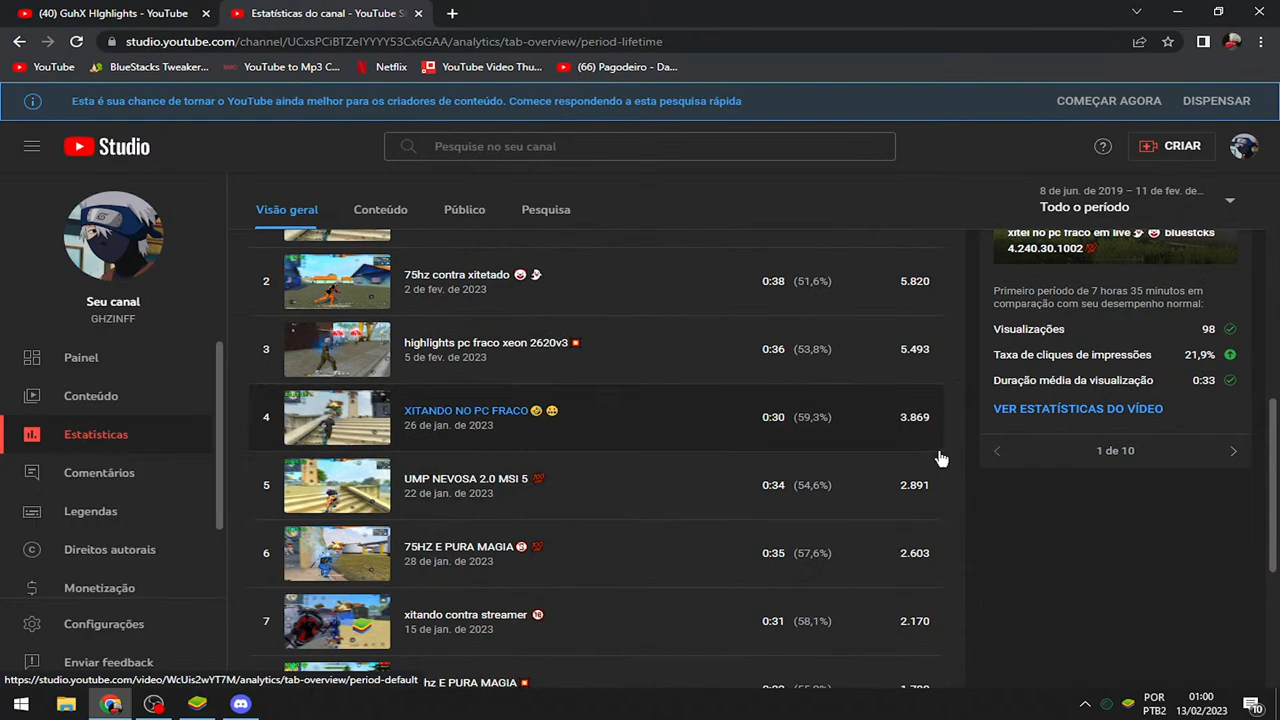 (40) GuhX HIghlights - YouTube
Estatísticas do canal - YouTube S
studio.youtube.com/channel/UCxsPCiBTZeIYYYY53Cx6GAA/analytics/tab-overview/period-lifetime
YouTube
BlueStacks Tweaker...
YouTube to Mp3 C...
Netflix
YouTube Video Thu...
(66) Pagodeiro - Da...
Esta é sua chance de tornar o YouTube ainda melhor para os criadores de conteúdo. Comece respondendo a esta pesquisa rápida
COMEÇAR AGORA
DISPENSAR
Studio
Pesquise no seu canal
CRIAR
8 de jun. de 2019 – 11 de fev. de...
Todo o período
Visão geral
Conteúdo
Público
Pesquisa
Seu canal
GHZINFF
Painel
Conteúdo
Estatísticas
Comentários
Legendas
Direitos autorais
Monetização
Configurações
Enviar feedback
2 75hz contra xitetado 🤡 👻 0:38 (51,6%) 5.820
2 de fev. de 2023
3 highlights pc fraco xeon 2620v3💥 0:36 (53,8%) 5.493
5 de fev. de 2023
4 XITANDO NO PC FRACO🤣 😀 0:30 (59,3%) 3.869
26 de jan. de 2023
5 UMP NEVOSA 2.0 MSI 5 💯 0:34 (54,6%) 2.891
22 de jan. de 2023
6 75HZ E PURA MAGIA🔞 💯 0:35 (57,6%) 2.603
28 de jan. de 2023
7 xitando contra streamer 🔞 0:31 (58,1%) 2.170
15 de jan. de 2023
hz E PURA MAGIA💥
xitei no pc fraco em live👻 🤡 bluestcks
4.240.30.1002💯
Primeiro período de 7 horas 35 minutos em
comparação com seu desempenho normal:
Visualizações 98
Taxa de cliques de impressões 21,9%
Duração média da visualização 0:33
VER ESTATÍSTICAS DO VÍDEO
1 de 10
https://studio.youtube.com/video/WcUis2wYT7M/analytics/tab-overview/period-default
POR
PTB2
01:00
13/02/2023
10